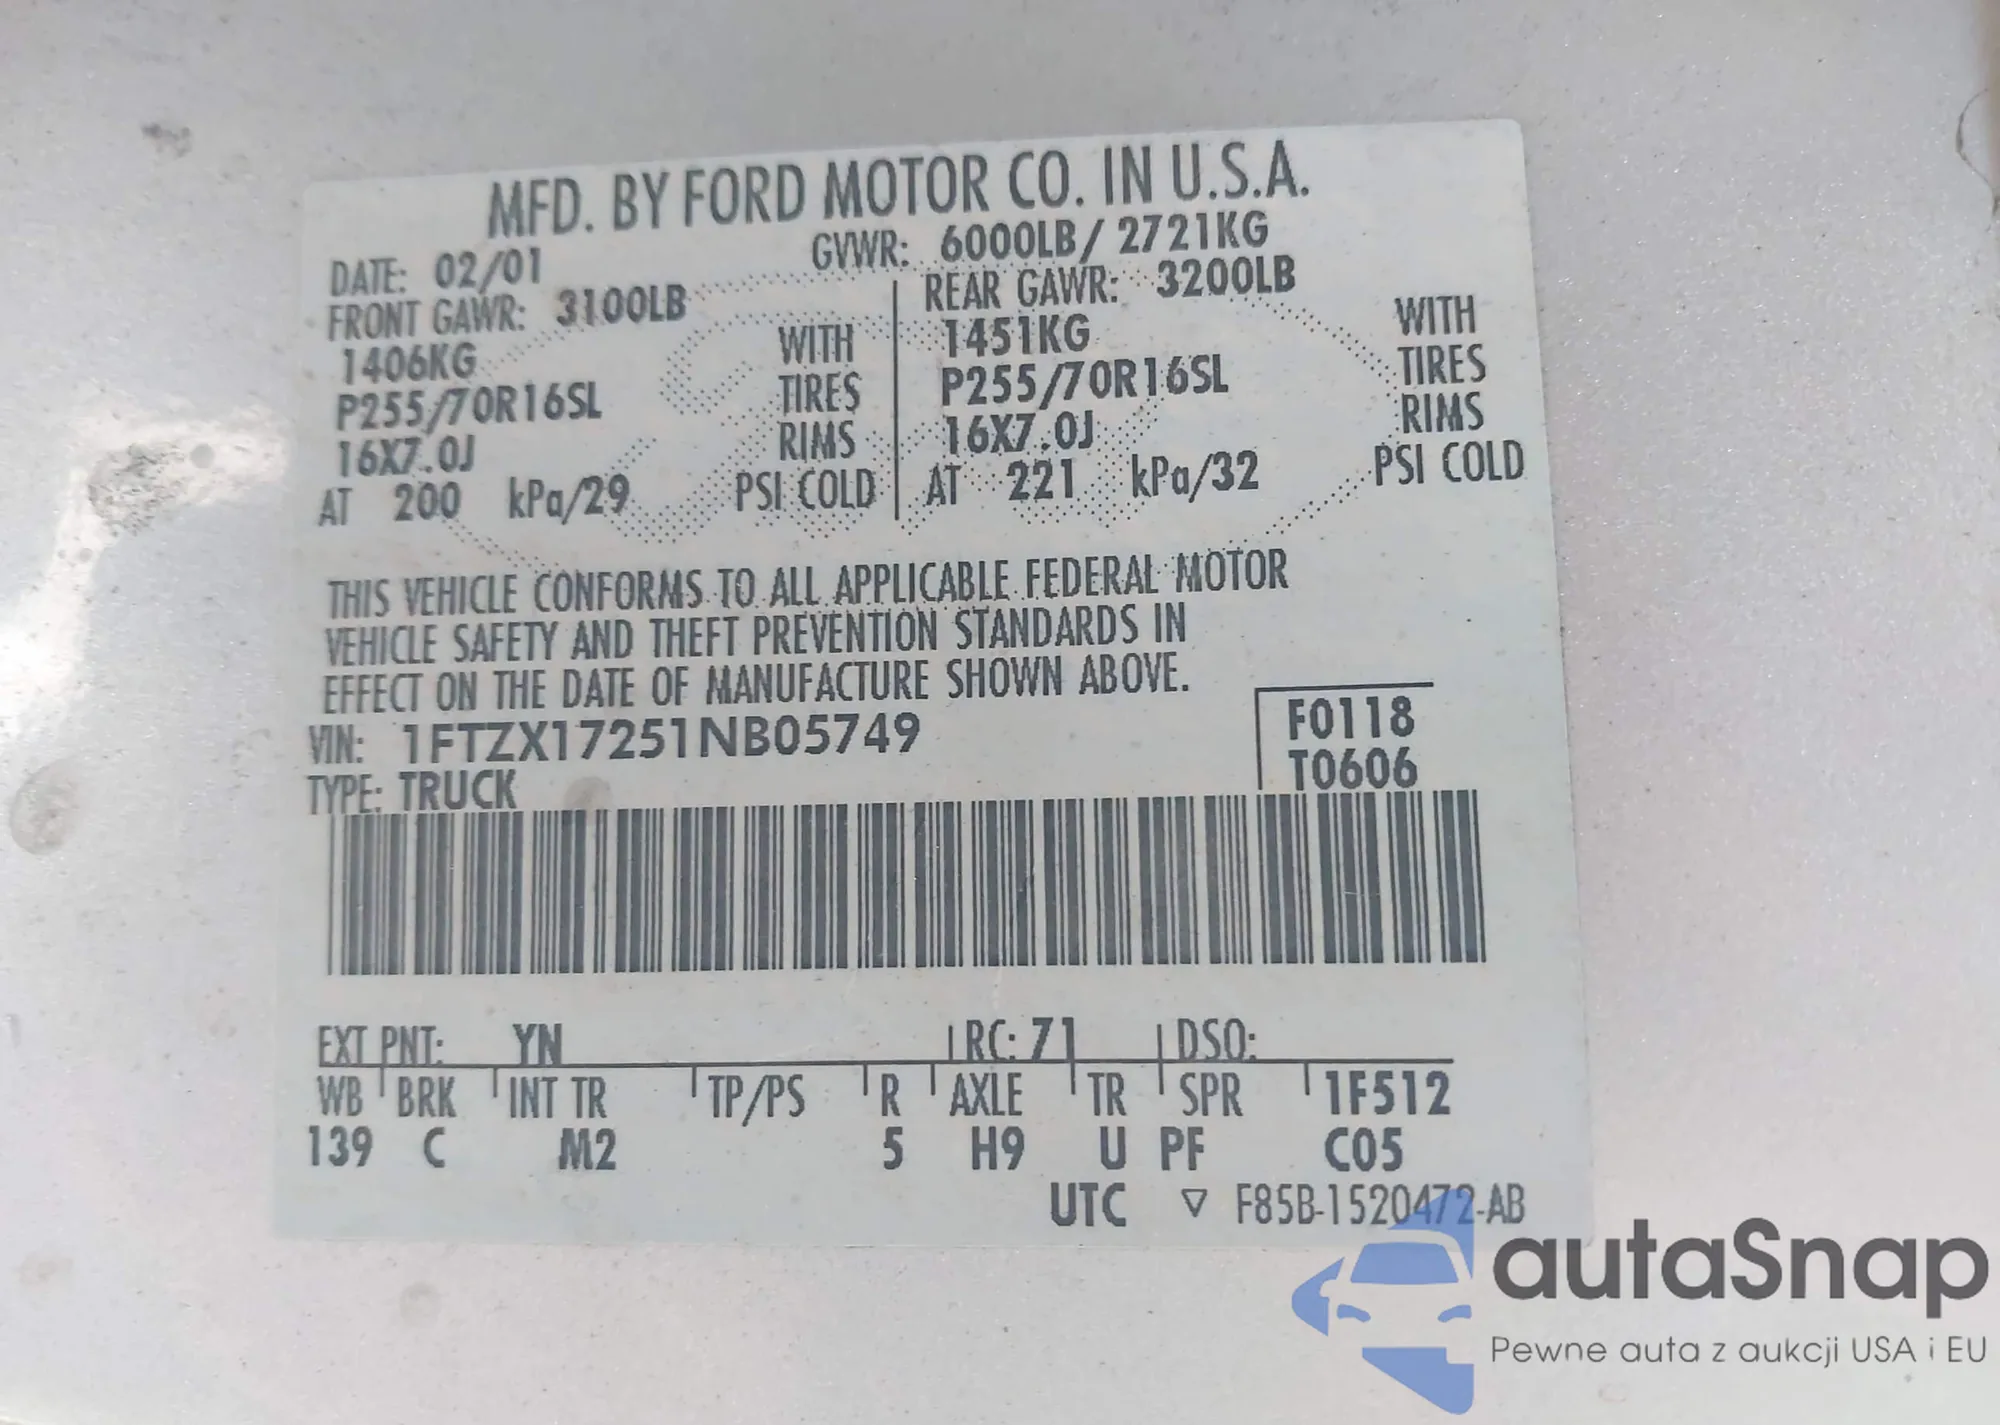 MFD. BY FORD MOTOR CO. IN U.S.A.
DATE: 02/01 GVWR: 6000LB/ 2721KG
FRONT GAWR: 3100LB REAR GAWR: 3200LB
1406KG WITH 1451KG WITH
P255/70R16SL TIRES P255/70R16SL TIRES
16X7.0J RIMS 16X7.0J RIMS
AT 200 kPa/29 PSI COLD AT 221 kPa/32 PSI COLD
THIS VEHICLE CONFORMS TO ALL APPLICABLE FEDERAL MOTOR
VEHICLE SAFETY AND THEFT PREVENTION STANDARDS IN
EFFECT ON THE DATE OF MANUFACTURE SHOWN ABOVE.
VIN: 1FTZX17251NB05749 F0118
TYPE: TRUCK T0606
EXT PNT: YN RC: 71 DSO:
WB BRK INT TR TP/PS R AXLE TR SPR 1F512
139 C M2 5 H9 U PF C05
UTC ▽ F85B-1520472-AB
autaSnap
Pewne auta z aukcji USA i EU